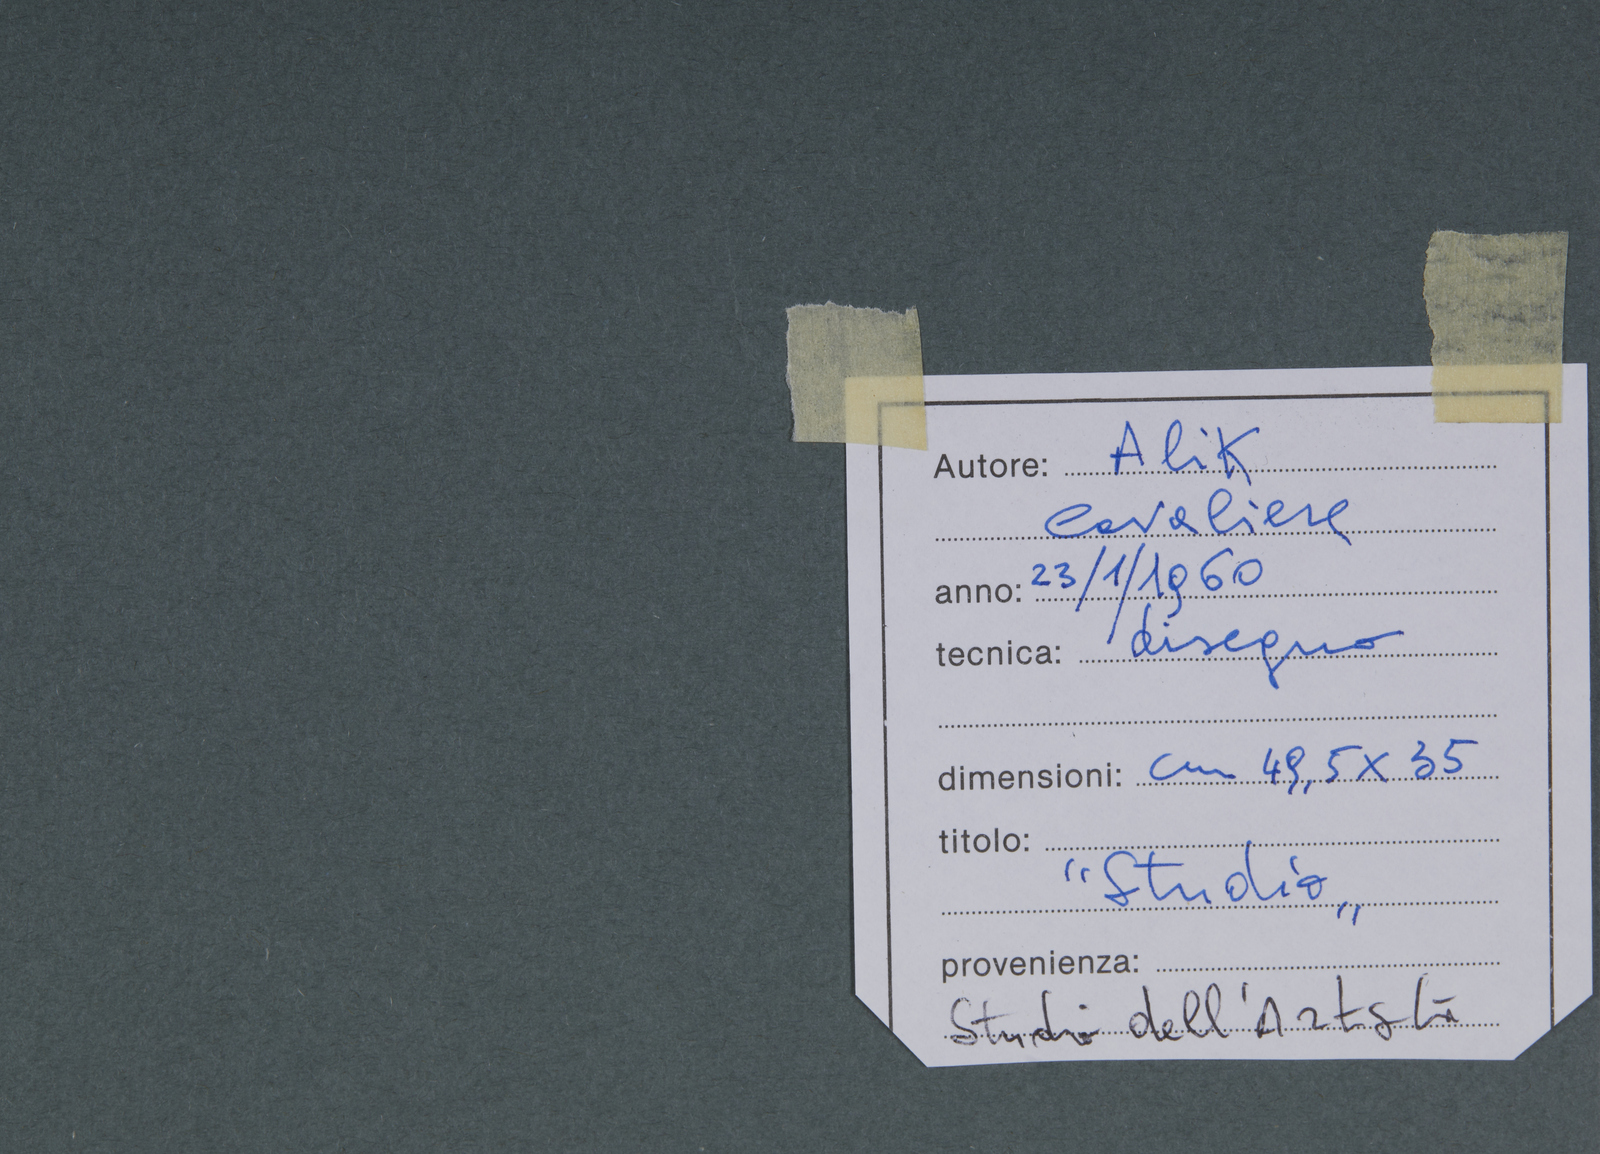 Autore: Alik
Cavaliere
anno: 23/1/1960
tecnica: disegno
dimensioni: cm 49,5 x 35
titolo:
"Studio„
provenienza:
Studio dell'Artista